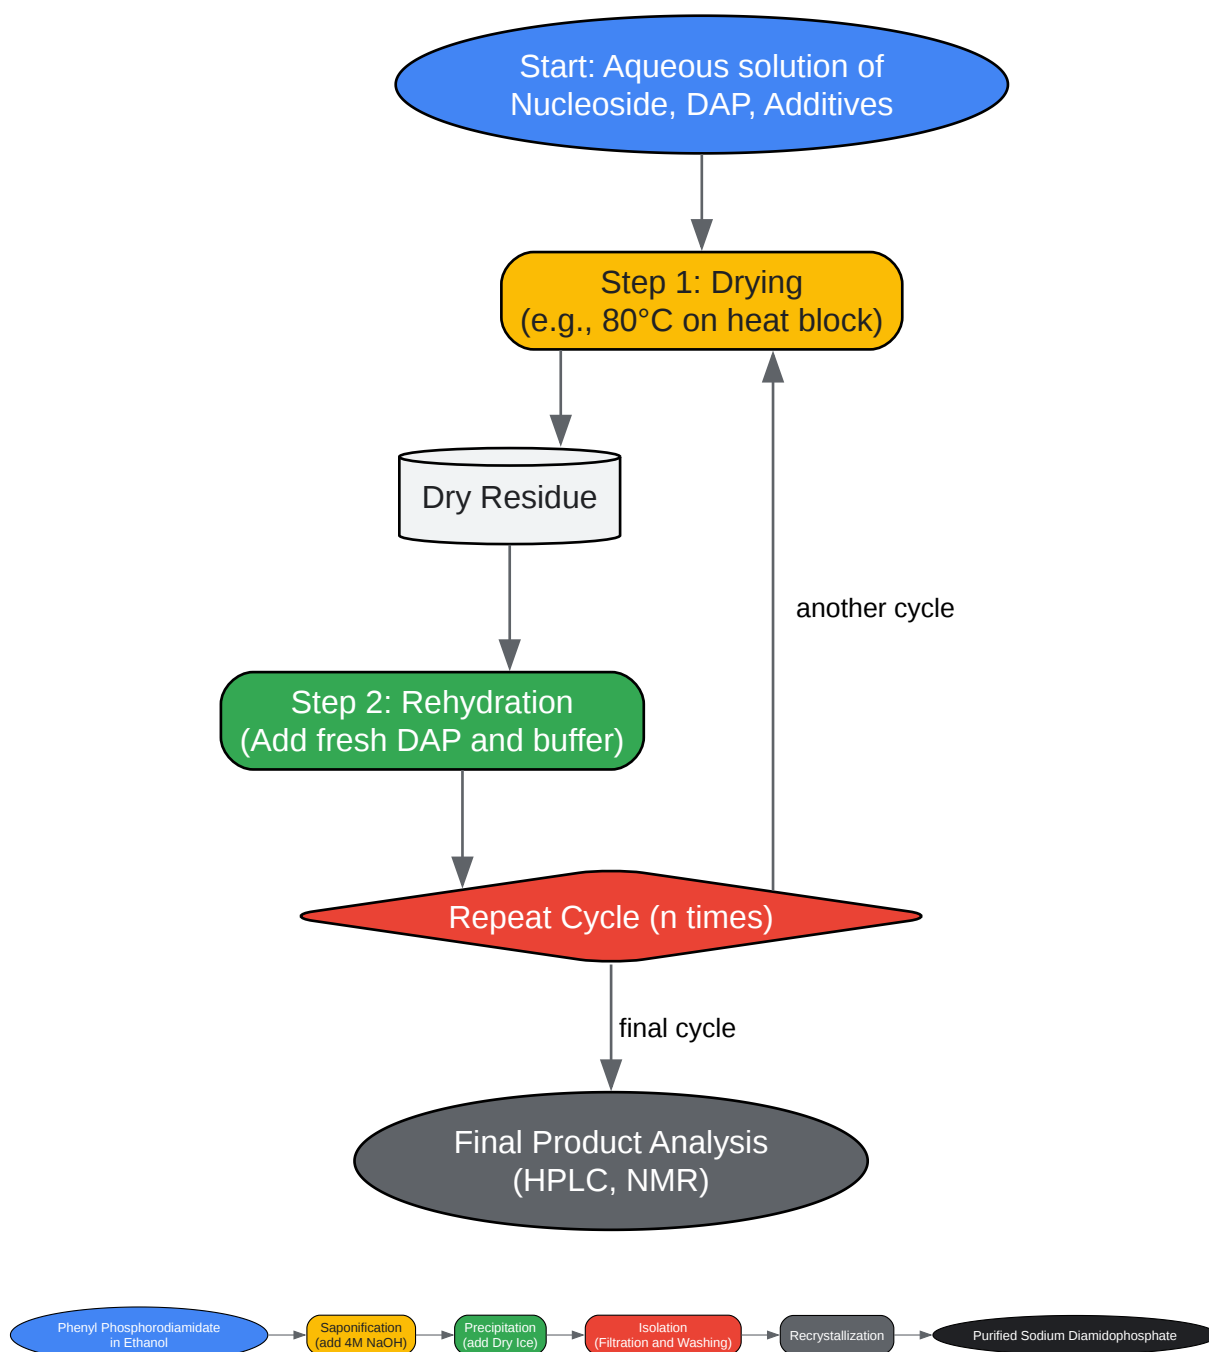 Start: Aqueous solution of
Nucleoside, DAP, Additives
Step 1: Drying
(e.g., 80°C on heat block)
Dry Residue
another cycle
Step 2: Rehydration
(Add fresh DAP and buffer)
Repeat Cycle (n times)
final cycle
Final Product Analysis
(HPLC, NMR)
Phenyl Phosphorodiamidate
in Ethanol
Saponification
(add 4M NaOH)
Precipitation
(add Dry Ice)
Isolation
(Filtration and Washing)
Recrystallization
Purified Sodium Diamidophosphate